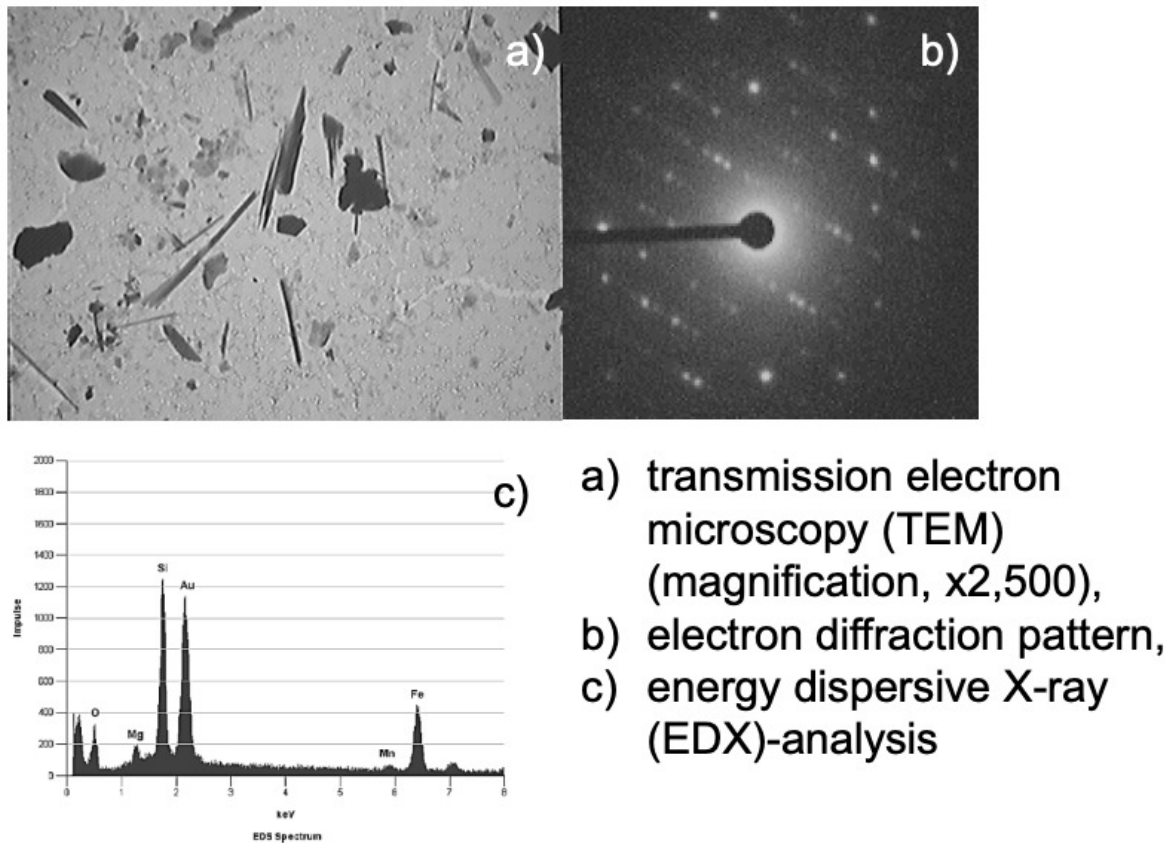 a)
b)
c)
2000
1800
1600
1400
1200
1000
800
600
400
200
0
Impulse
Si
Au
O
Mg
Mn
Fe
0 1 2 3 4 5 6 7 8
keV
EDS Spectrum
a) transmission electron
microscopy (TEM)
(magnification, x2,500),
b) electron diffraction pattern,
c) energy dispersive X-ray
(EDX)-analysis